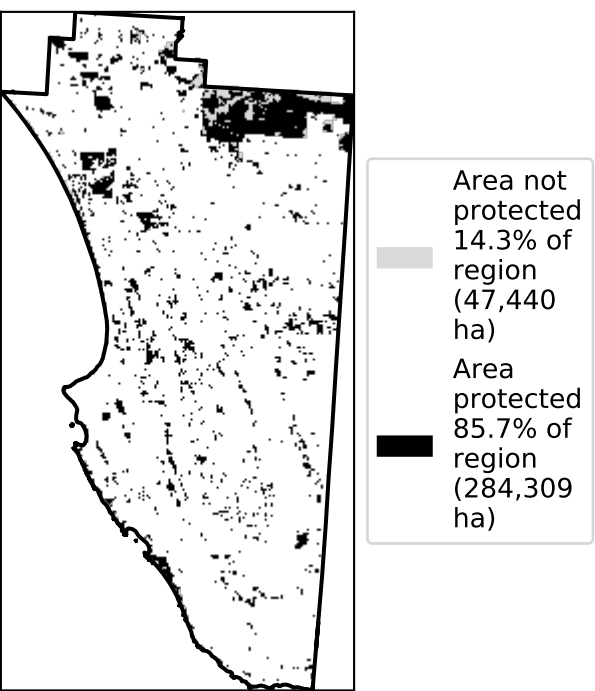 Area not
protected
14.3% of
region
(47,440
ha)
Area
protected
85.7% of
region
(284,309
ha)